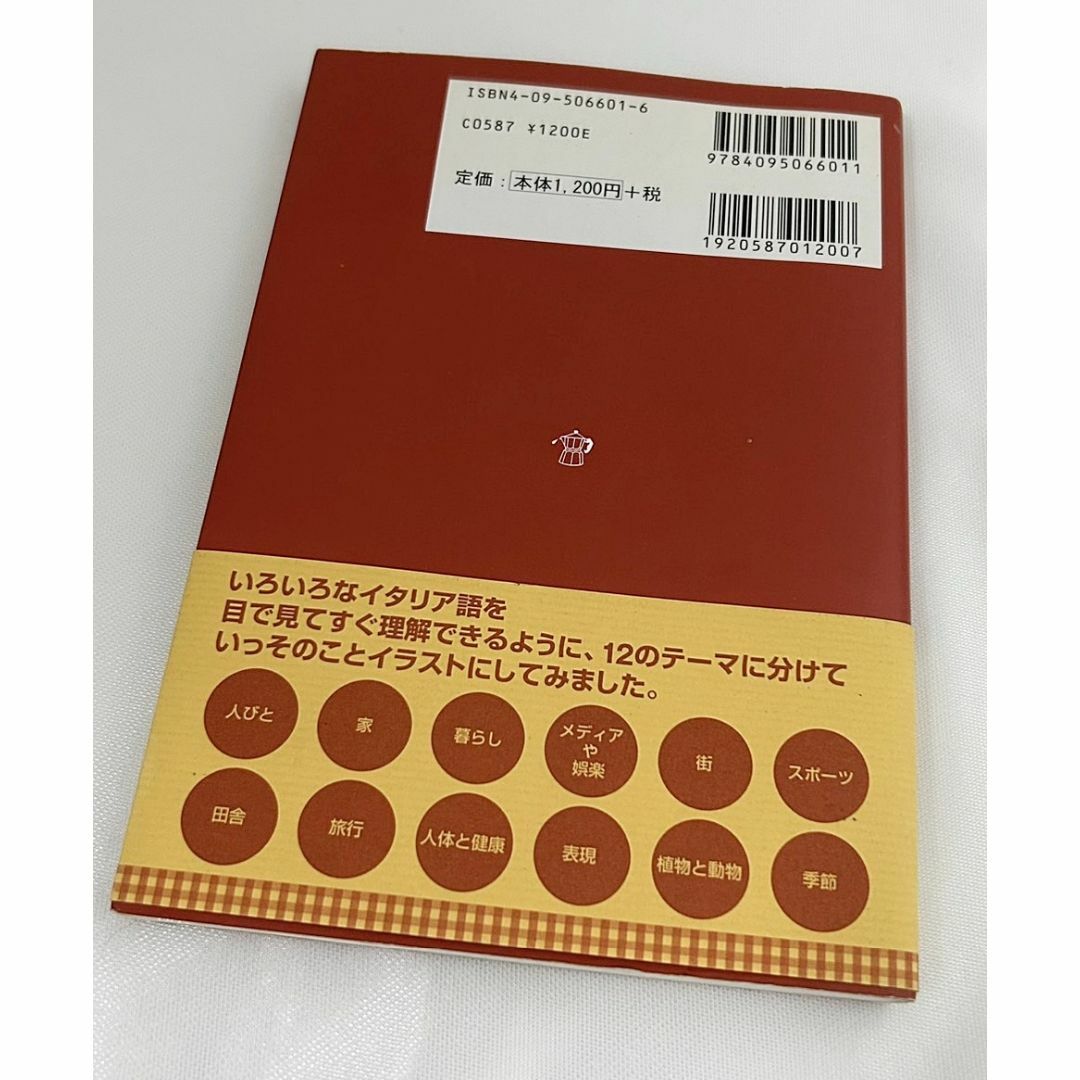 ISBN4-09-506601-6
C0587 ¥1200E
定価：本体1,200円+税
9784095066011
1920587012007
いろいろなイタリア語を
目で見てすぐ理解できるように、12のテーマに分けて
いっそのことイラストにしてみました。
人びと
家
暮らし
メディア
や
娯楽
街
スポーツ
田舎
旅行
人体と健康
表現
植物と動物
季節